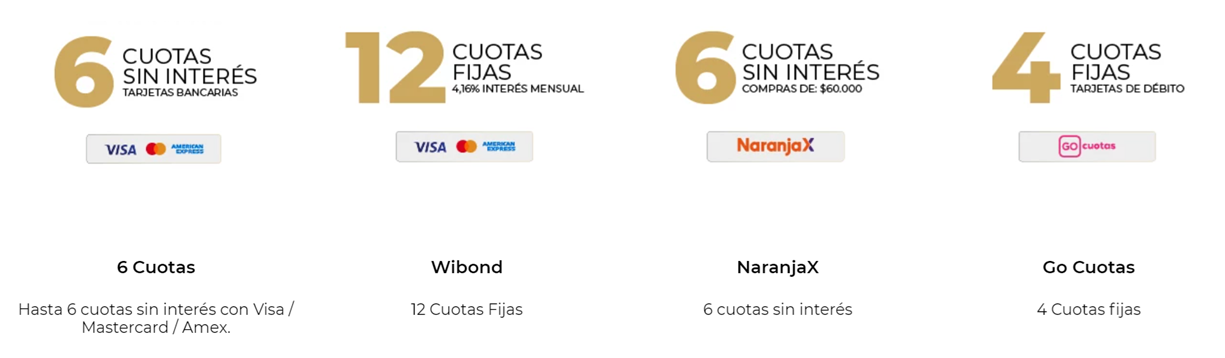 6 CUOTAS
SIN INTERÉS
TARJETAS BANCARIAS
VISA AMERICAN EXPRESS
6 Cuotas
Hasta 6 cuotas sin interés con Visa /
Mastercard / Amex.
12 CUOTAS
FIJAS
4,16% INTERÉS MENSUAL
VISA AMERICAN EXPRESS
Wibond
12 Cuotas Fijas
6 CUOTAS
SIN INTERÉS
COMPRAS DE: $60.000
NaranjaX
NaranjaX
6 cuotas sin interés
4 CUOTAS
FIJAS
TARJETAS DE DÉBITO
GO cuotas
Go Cuotas
4 Cuotas fijas